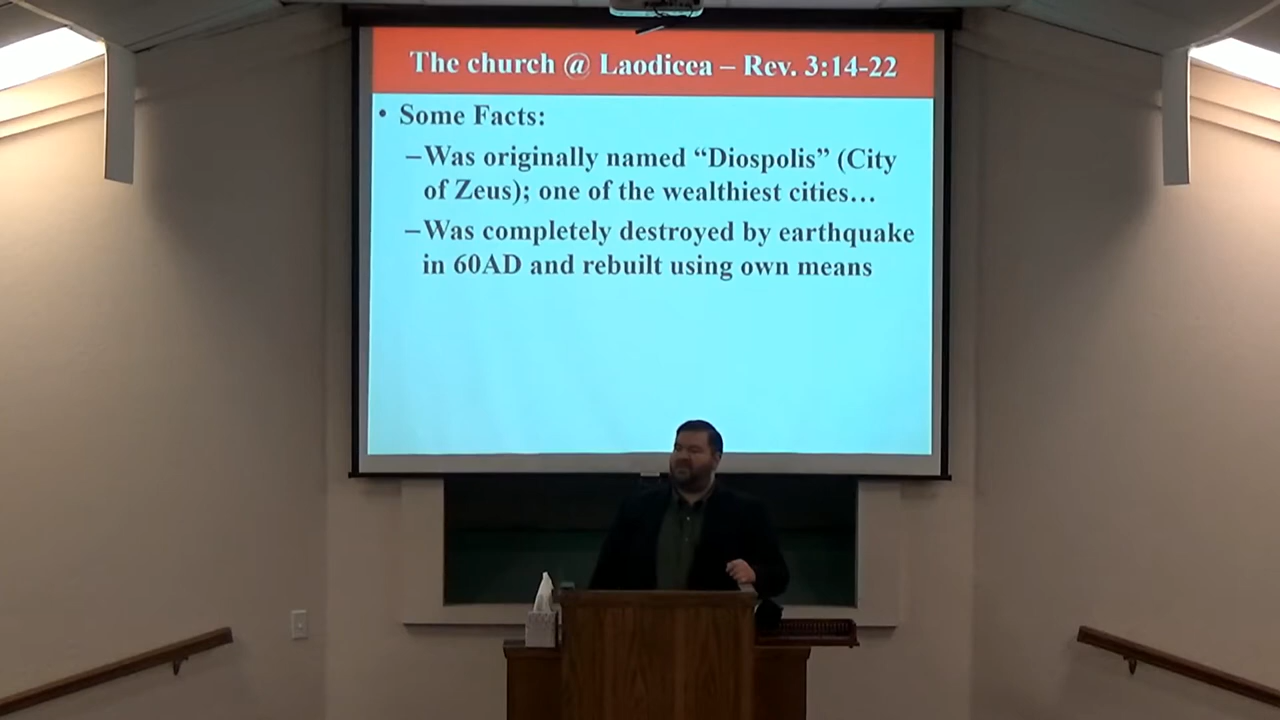 The church @ Laodicea – Rev. 3:14-22
• Some Facts:
–Was originally named “Diospolis” (City
of Zeus); one of the wealthiest cities…
–Was completely destroyed by earthquake
in 60AD and rebuilt using own means